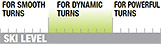 FOR SMOOTH TURNS
FOR DYNAMIC TURNS
FOR POWERFUL TURNS
SKI LEVEL